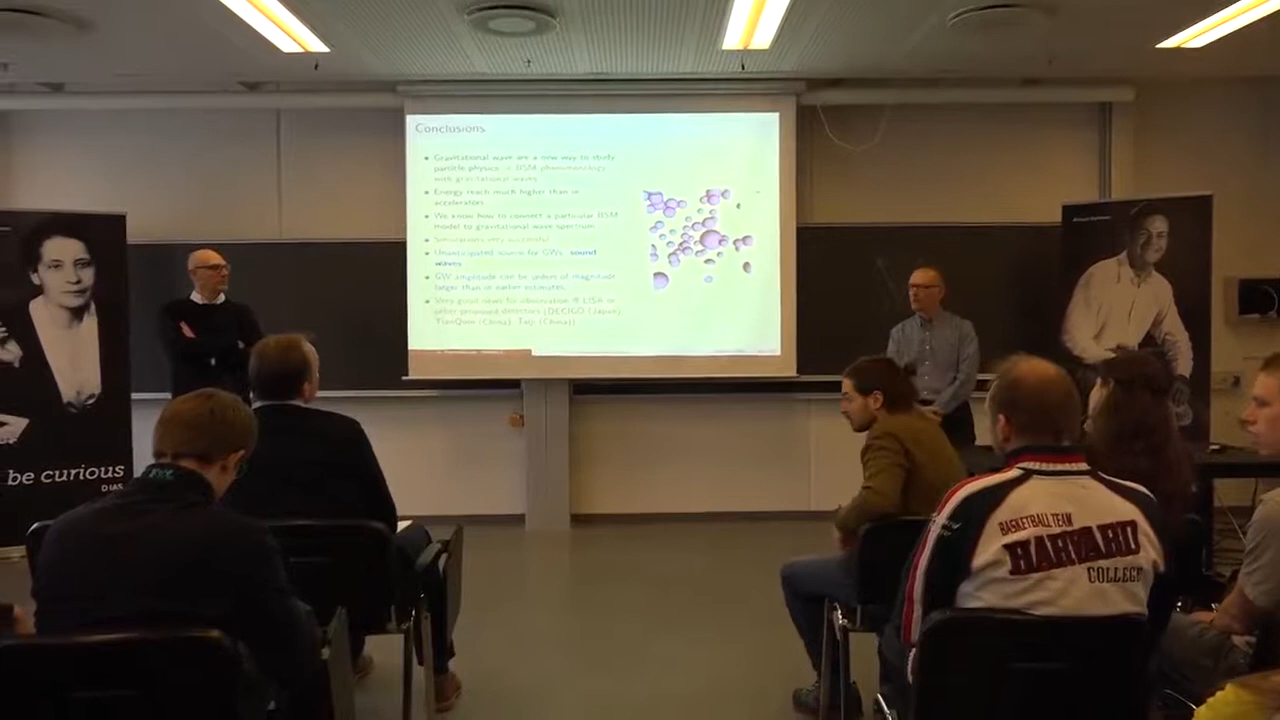 Conclusions
Gravitational wave are a new way to study
particle physics = BSM phenomenology
with gravitational waves
Energy reach much higher than in
accelerators
We know how to connect a particular BSM
model to gravitational wave spectrum
Simulations very successful
Unanticipated source for GWs: sound
waves
GW amplitude can be orders of magnitude
larger than in earlier estimates.
Very good news for observation @ LISA or
other proposed detectors (DECIGO (Japan)
TianQin (China), Taiji (China))
be curious
DIAS
BASKETBALL TEAM
HARVARD
COLLEGE